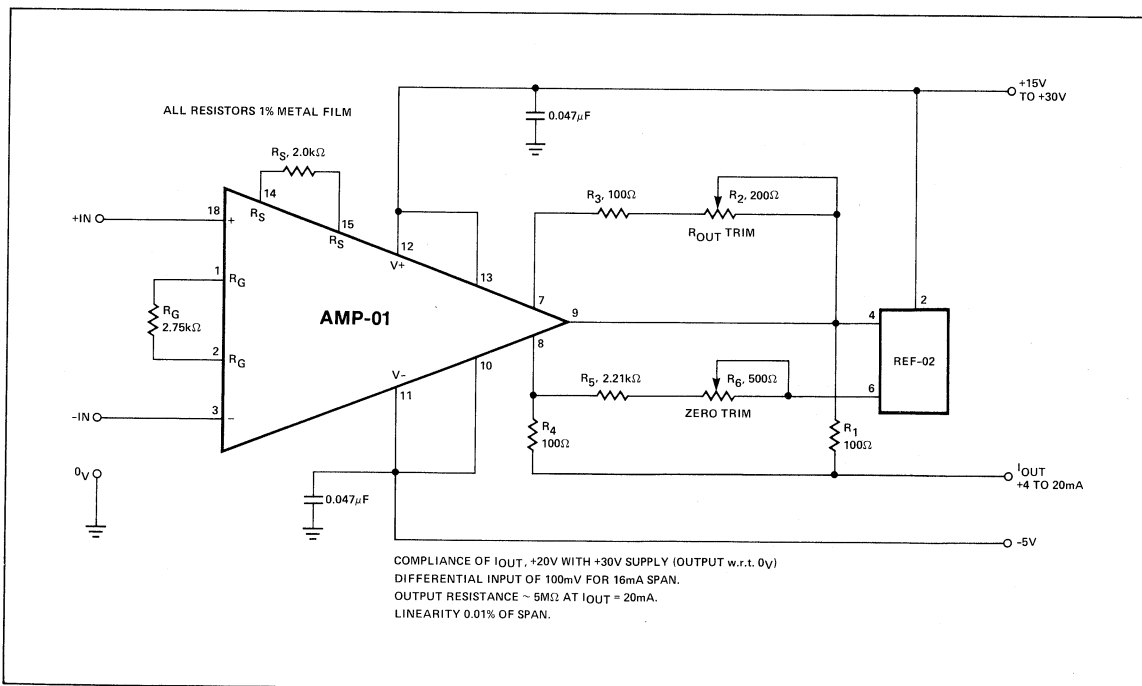 ALL RESISTORS 1% METAL FILM
+15V
TO +30V
0.047µF
RS, 2.0kΩ
14
RS
15
RS
+IN
18
+
12
V+
13
R3, 100Ω
R2, 200Ω
ROUT TRIM
1
RG
RG
2.75kΩ
2
RG
AMP-01
7
9
8
4
2
REF-02
6
V−
11
10
R5, 2.21kΩ
R6, 500Ω
ZERO TRIM
-IN
3
−
R4
100Ω
R1
100Ω
0V
0.047µF
IOUT
+4 TO 20mA
-5V
COMPLIANCE OF IOUT, +20V WITH +30V SUPPLY (OUTPUT w.r.t. 0V)
DIFFERENTIAL INPUT OF 100mV FOR 16mA SPAN.
OUTPUT RESISTANCE ~ 5MΩ AT IOUT = 20mA.
LINEARITY 0.01% OF SPAN.